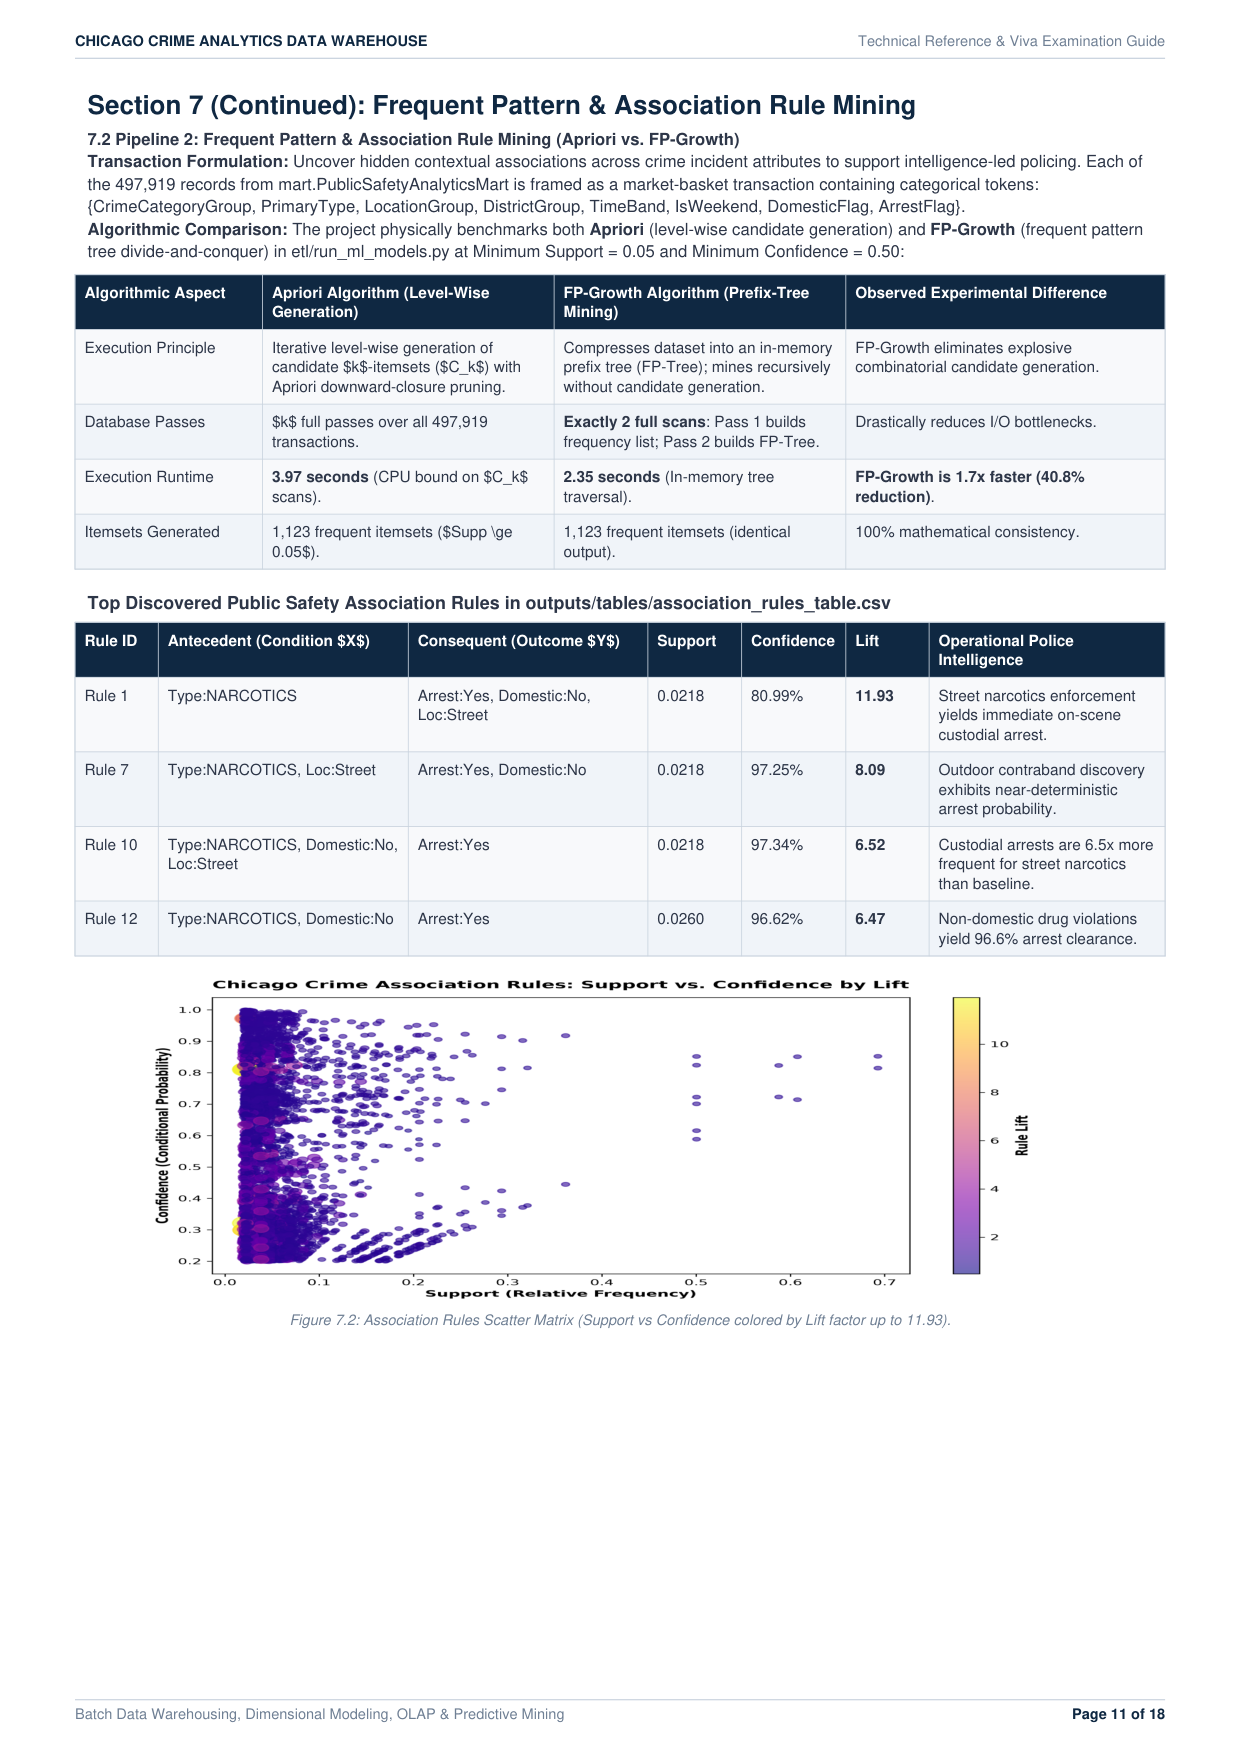 CHICAGO CRIME ANALYTICS DATA WAREHOUSE
Technical Reference & Viva Examination Guide
Section 7 (Continued): Frequent Pattern & Association Rule Mining
7.2 Pipeline 2: Frequent Pattern & Association Rule Mining (Apriori vs. FP-Growth)
Transaction Formulation: Uncover hidden contextual associations across crime incident attributes to support intelligence-led policing. Each of
the 497,919 records from mart.PublicSafetyAnalyticsMart is framed as a market-basket transaction containing categorical tokens:
{CrimeCategoryGroup, PrimaryType, LocationGroup, DistrictGroup, TimeBand, IsWeekend, DomesticFlag, ArrestFlag}.
Algorithmic Comparison: The project physically benchmarks both Apriori (level-wise candidate generation) and FP-Growth (frequent pattern
tree divide-and-conquer) in etl/run_ml_models.py at Minimum Support = 0.05 and Minimum Confidence = 0.50:
Algorithmic Aspect
Apriori Algorithm (Level-Wise
Generation)
FP-Growth Algorithm (Prefix-Tree
Mining)
Observed Experimental Difference
Execution Principle
Iterative level-wise generation of
candidate $k$-itemsets ($C_k$) with
Apriori downward-closure pruning.
Compresses dataset into an in-memory
prefix tree (FP-Tree); mines recursively
without candidate generation.
FP-Growth eliminates explosive
combinatorial candidate generation.
Database Passes
$k$ full passes over all 497,919
transactions.
Exactly 2 full scans: Pass 1 builds
frequency list; Pass 2 builds FP-Tree.
Drastically reduces I/O bottlenecks.
Execution Runtime
3.97 seconds (CPU bound on $C_k$
scans).
2.35 seconds (In-memory tree
traversal).
FP-Growth is 1.7x faster (40.8%
reduction).
Itemsets Generated
1,123 frequent itemsets ($Supp \ge
0.05$).
1,123 frequent itemsets (identical
output).
100% mathematical consistency.
Top Discovered Public Safety Association Rules in outputs/tables/association_rules_table.csv
Rule ID
Antecedent (Condition $X$)
Consequent (Outcome $Y$)
Support
Confidence
Lift
Operational Police
Intelligence
Rule 1
Type:NARCOTICS
Arrest:Yes, Domestic:No,
Loc:Street
0.0218
80.99%
11.93
Street narcotics enforcement
yields immediate on-scene
custodial arrest.
Rule 7
Type:NARCOTICS, Loc:Street
Arrest:Yes, Domestic:No
0.0218
97.25%
8.09
Outdoor contraband discovery
exhibits near-deterministic
arrest probability.
Rule 10
Type:NARCOTICS, Domestic:No,
Loc:Street
Arrest:Yes
0.0218
97.34%
6.52
Custodial arrests are 6.5x more
frequent for street narcotics
than baseline.
Rule 12
Type:NARCOTICS, Domestic:No
Arrest:Yes
0.0260
96.62%
6.47
Non-domestic drug violations
yield 96.6% arrest clearance.
Chicago Crime Association Rules: Support vs. Confidence by Lift
Confidence (Conditional Probability)
1.0
0.9
0.8
0.7
0.6
0.5
0.4
0.3
0.2
0.0
0.1
0.2
0.3
0.4
0.5
0.6
0.7
Support (Relative Frequency)
10
8
6
4
2
Rule Lift
Figure 7.2: Association Rules Scatter Matrix (Support vs Confidence colored by Lift factor up to 11.93).
Batch Data Warehousing, Dimensional Modeling, OLAP & Predictive Mining
Page 11 of 18